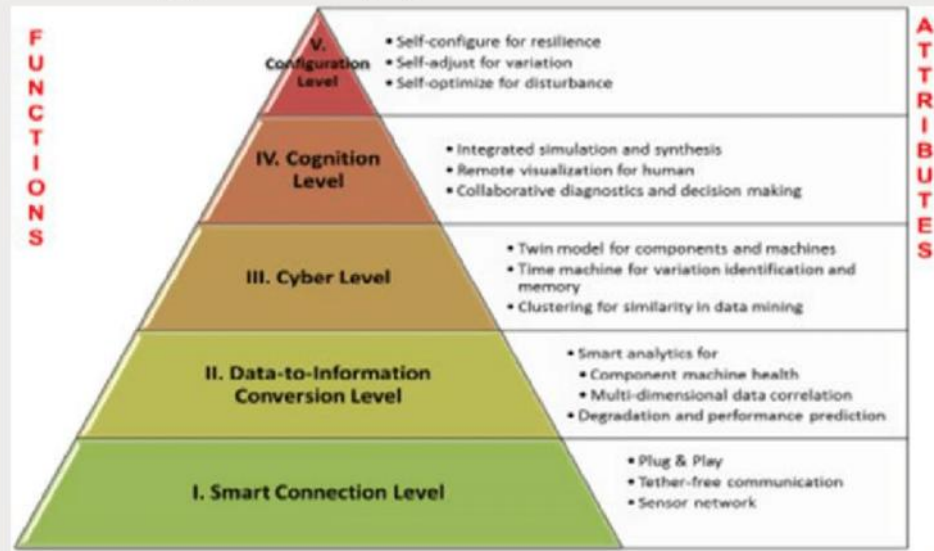 FUNCTIONS
ATTRIBUTES
V.
Configuration
Level
• Self-configure for resilience
• Self-adjust for variation
• Self-optimize for disturbance
IV. Cognition
Level
• Integrated simulation and synthesis
• Remote visualization for human
• Collaborative diagnostics and decision making
III. Cyber Level
• Twin model for components and machines
• Time machine for variation identification and
memory
• Clustering for similarity in data mining
II. Data-to-Information
Conversion Level
• Smart analytics for
• Component machine health
• Multi-dimensional data correlation
• Degradation and performance prediction
I. Smart Connection Level
• Plug & Play
• Tether-free communication
• Sensor network